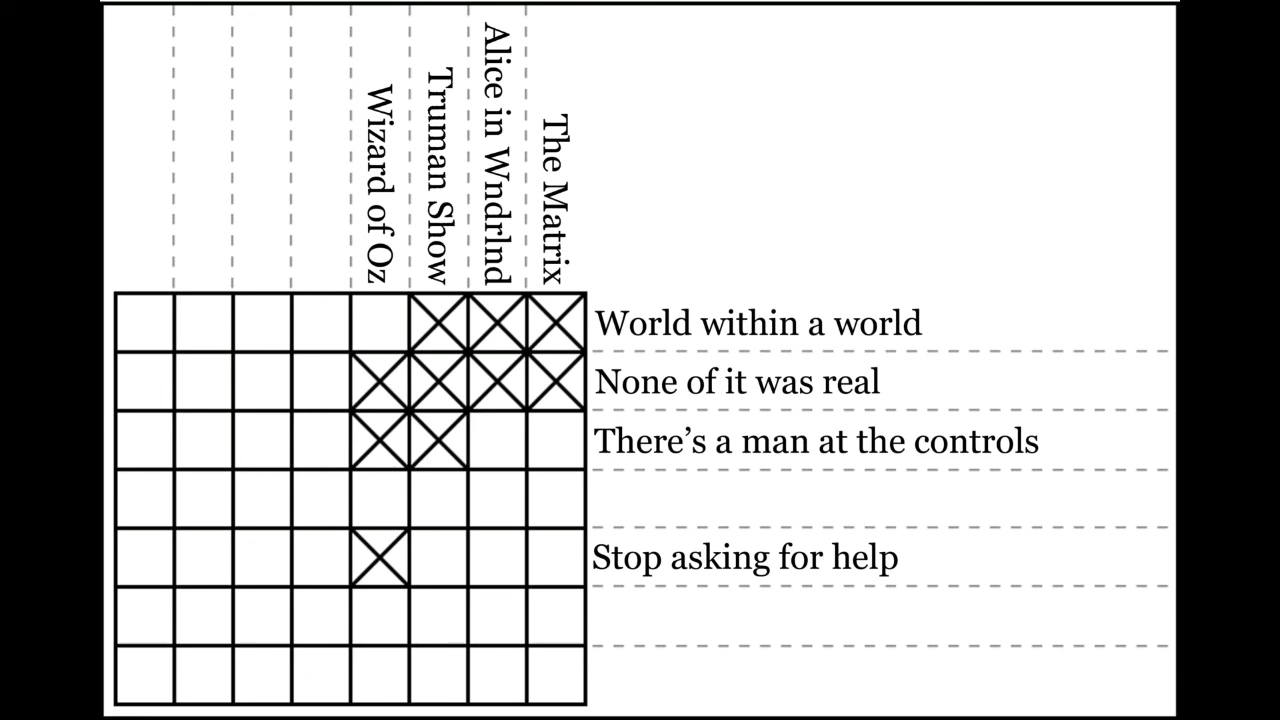 Wizard of Oz
Truman Show
Alice in Wndrlnd
The Matrix
World within a world
None of it was real
There’s a man at the controls
Stop asking for help